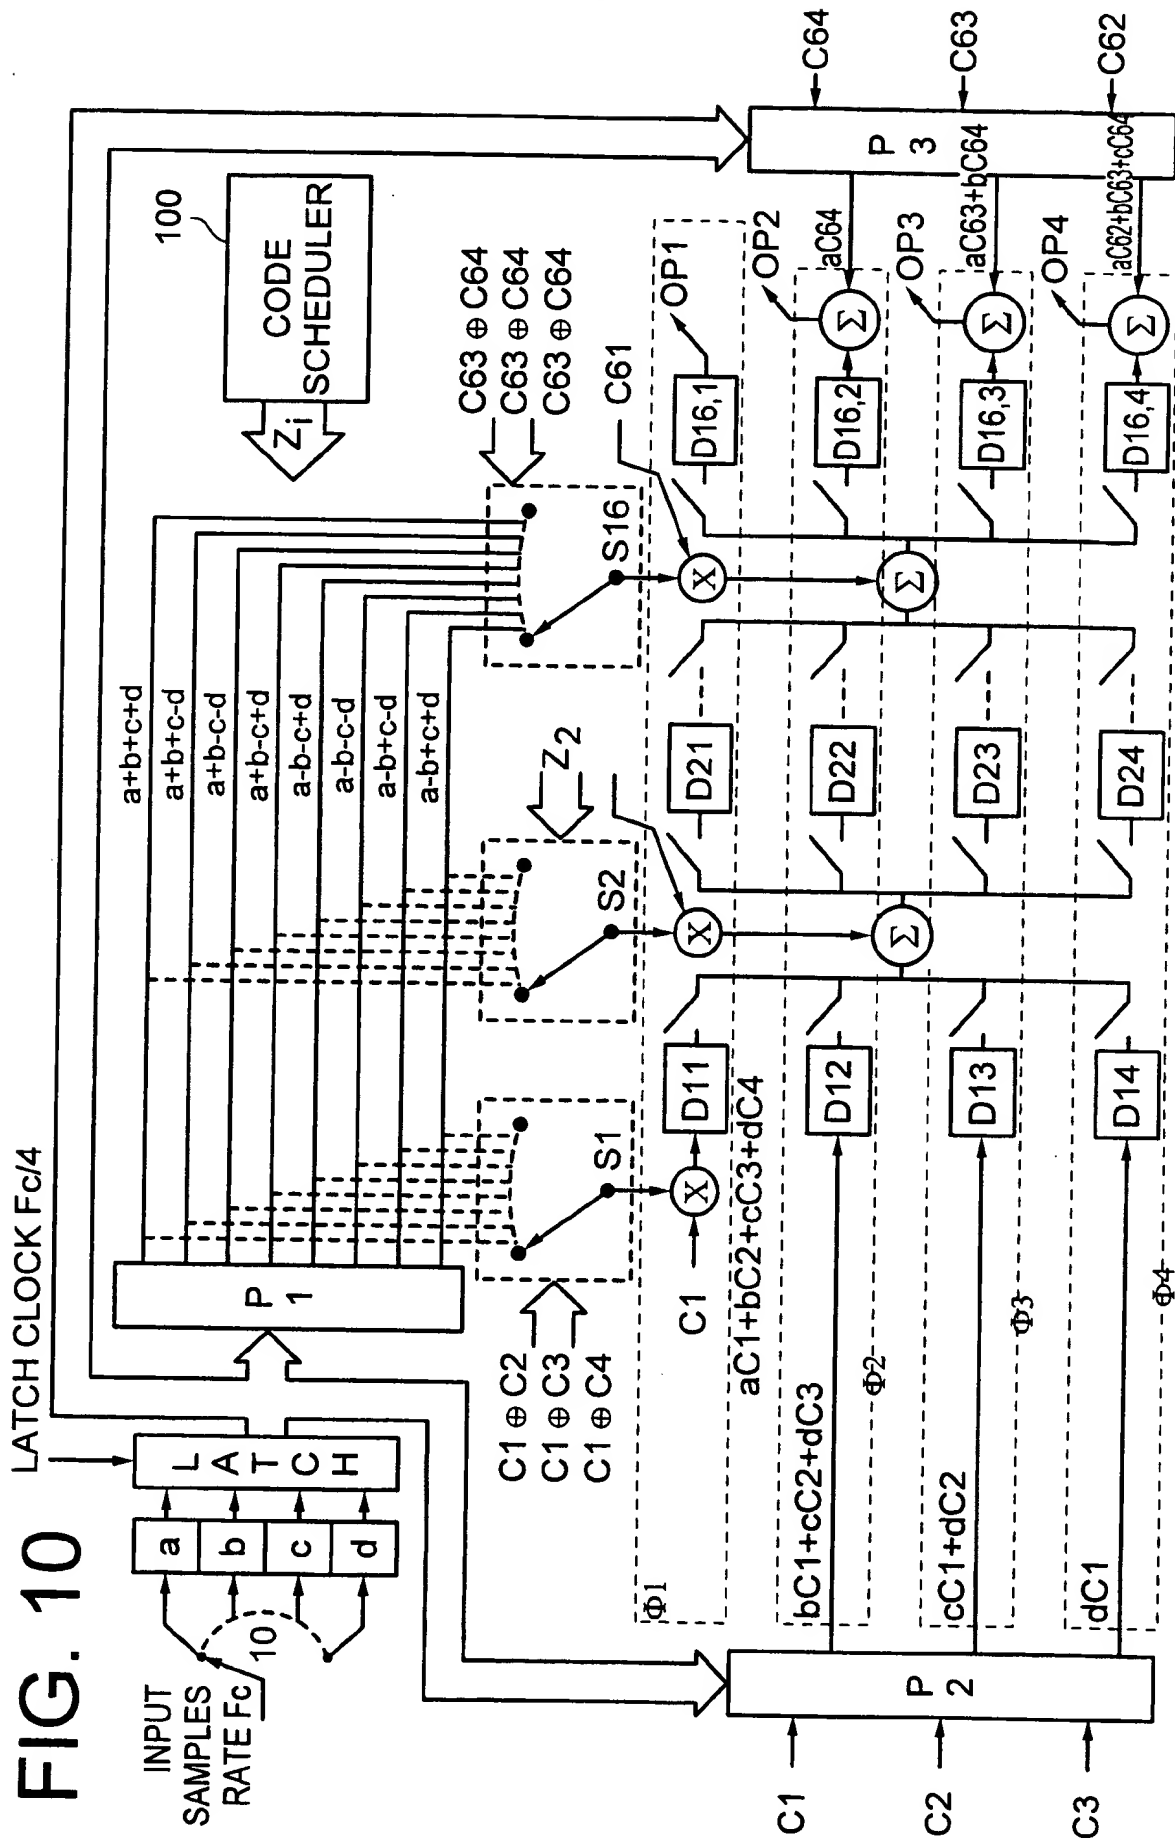 FIG. 10
LATCH CLOCK Fc/4
INPUT
SAMPLES
RATE Fc
10
a
b
c
d
L
A
T
C
H
P
1
a+b+c+d
a+b+c-d
a+b-c-d
a+b-c+d
a-b-c+d
a-b-c-d
a-b+c-d
a-b+c+d
100
CODE
SCHEDULER
Zi
C1 ⊕ C2
C1 ⊕ C3
C1 ⊕ C4
S1
Z2
S2
C63 ⊕ C64
C63 ⊕ C64
C63 ⊕ C64
S16
C61
Φ1
C1
X
D11
X
D21
X
D16,1
OP1
aC1+bC2+cC3+dC4
bC1+cC2+dC3
Φ2
D12
Σ
D22
Σ
D16,2
Σ
OP2
aC64
cC1+dC2
Φ3
D13
D23
D16,3
Σ
OP3
aC63+bC64
dC1
Φ4
D14
D24
D16,4
Σ
OP4
aC62+bC63+cC64
P
2
C1
C2
C3
P
3
C64
C63
C62